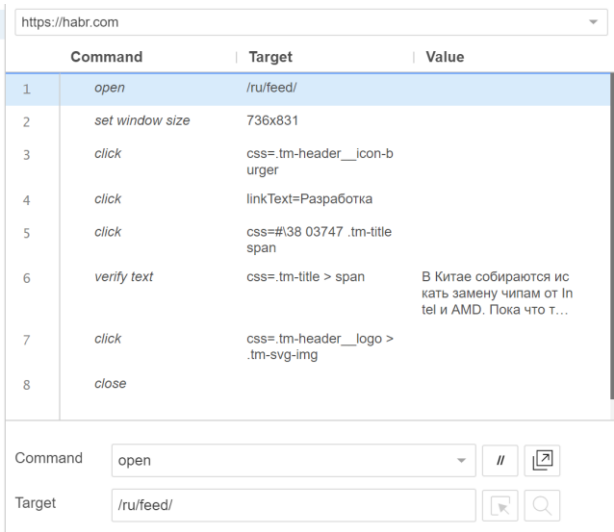 https://habr.com
Command Target Value
1 open /ru/feed/
2 set window size 736x831
3 click css=.tm-header__icon-b
urger
4 click linkText=Разработка
5 click css=#\38 03747 .tm-title
span
6 verify text css=.tm-title > span В Китае собираются ис
кать замену чипам от In
tel и AMD. Пока что т...
7 click css=.tm-header__logo >
.tm-svg-img
8 close
Command open //
Target /ru/feed/